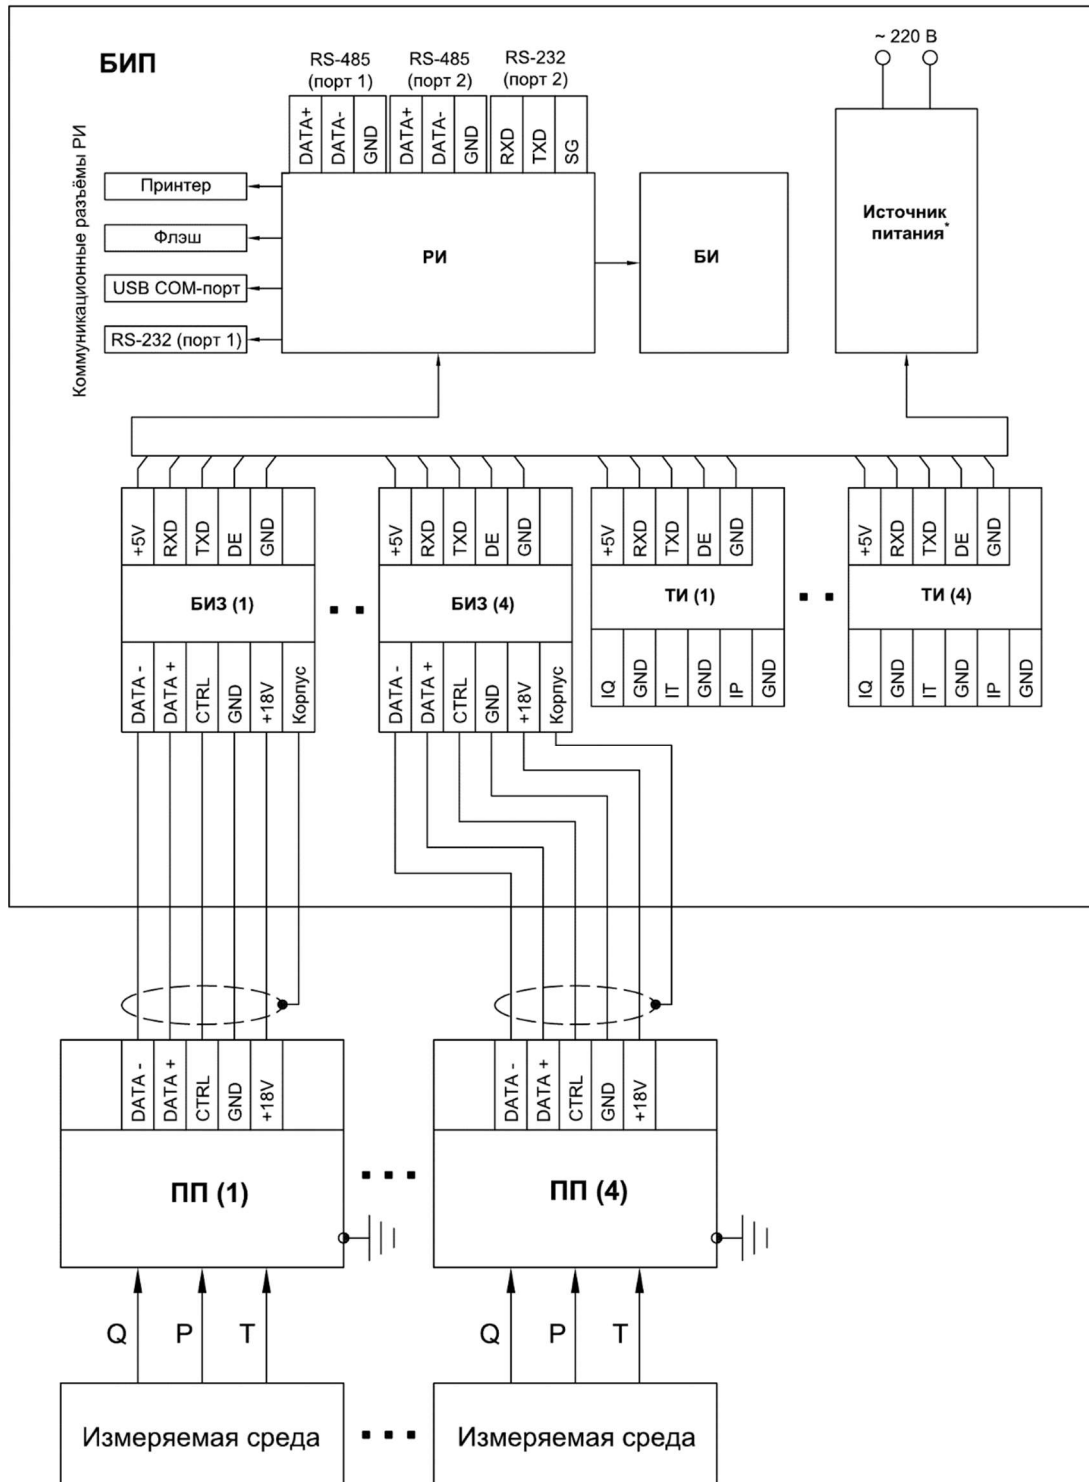 ~ 220 В
БИП
RS-485
(порт 1)
RS-485
(порт 2)
RS-232
(порт 2)
DATA+
DATA-
GND
DATA+
DATA-
GND
RXD
TXD
SG
Коммуникационные разъёмы РИ
Принтер
Флэш
USB COM-порт
RS-232 (порт 1)
РИ
БИ
Источник
питания*
+5V
RXD
TXD
DE
GND
БИЗ (1)
DATA -
DATA +
CTRL
GND
+18V
Корпус
+5V
RXD
TXD
DE
GND
БИЗ (4)
DATA -
DATA +
CTRL
GND
+18V
Корпус
+5V
RXD
TXD
DE
GND
ТИ (1)
IQ
GND
IT
GND
IP
GND
+5V
RXD
TXD
DE
GND
ТИ (4)
IQ
GND
IT
GND
IP
GND
DATA -
DATA +
CTRL
GND
+18V
ПП (1)
DATA -
DATA +
CTRL
GND
+18V
ПП (4)
Q
P
T
Q
P
T
Измеряемая среда
Измеряемая среда